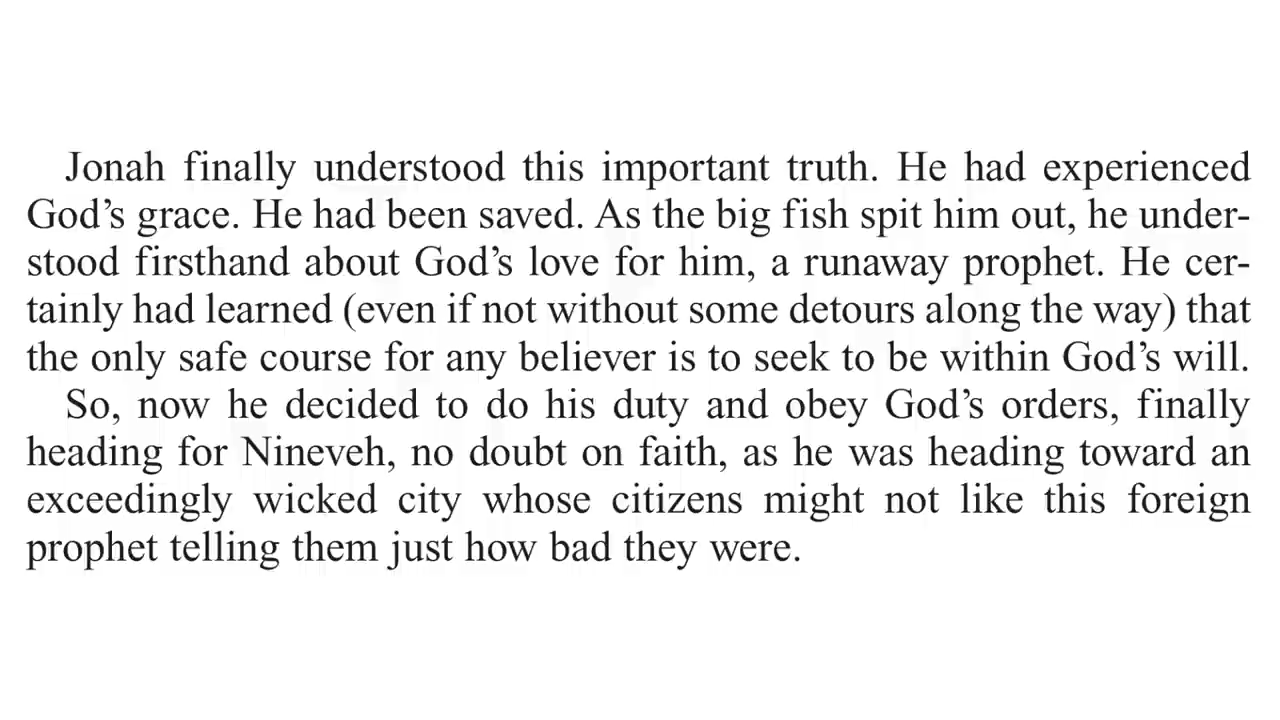 Jonah finally understood this important truth. He had experienced
God’s grace. He had been saved. As the big fish spit him out, he under-
stood firsthand about God’s love for him, a runaway prophet. He cer-
tainly had learned (even if not without some detours along the way) that
the only safe course for any believer is to seek to be within God’s will.
So, now he decided to do his duty and obey God’s orders, finally
heading for Nineveh, no doubt on faith, as he was heading toward an
exceedingly wicked city whose citizens might not like this foreign
prophet telling them just how bad they were.